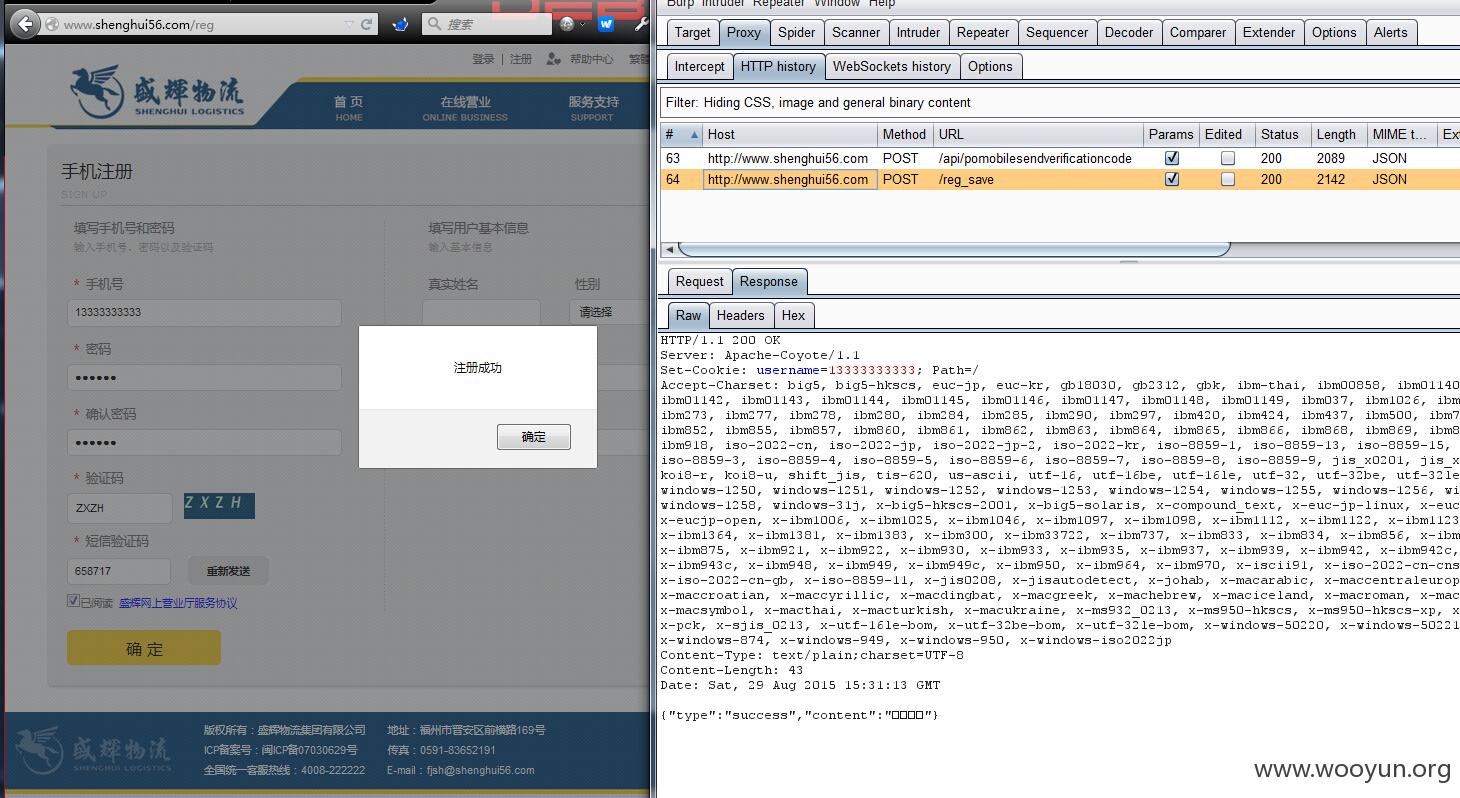 www.shenghui56.com/reg
搜索
登录 | 注册 帮助中心
盛辉物流
SHENGHUI LOGISTICS
首 页
HOME
在线营业
ONLINE BUSINESS
服务支持
SUPPORT
手机注册
SIGN UP
填写手机号和密码
输入手机号、密码以及验证码
* 手机号
13333333333
* 密码
••••••
* 确认密码
••••••
* 验证码
ZXZH
Z X Z H
* 短信验证码
658717
重新发送
已阅读 盛辉网上营业厅服务协议
确 定
填写用户基本信息
输入基本信息
真实姓名
性别
请选择
注册成功
确定
盛辉物流
SHENGHUI LOGISTICS
版权所有：盛辉物流集团有限公司
ICP备案号：闽ICP备07030629号
全国统一客服热线：4008-222222
地址：福州市晋安区前横路169号
传真：0591-83652191
E-mail：fjsh@shenghui56.com
Burp Intruder Repeater Window Help
Target Proxy Spider Scanner Intruder Repeater Sequencer Decoder Comparer Extender Options Alerts
Intercept HTTP history WebSockets history Options
Filter: Hiding CSS, image and general binary content
# Host Method URL Params Edited Status Length MIME t... Ext
63 http://www.shenghui56.com POST /api/pomobilesendverificationcode 200 2089 JSON
64 http://www.shenghui56.com POST /reg_save 200 2142 JSON
Request Response
Raw Headers Hex
HTTP/1.1 200 OK
Server: Apache-Coyote/1.1
Set-Cookie: username=13333333333; Path=/
Accept-Charset: big5, big5-hkscs, euc-jp, euc-kr, gb18030, gb2312, gbk, ibm-thai, ibm00858, ibm01140
ibm01142, ibm01143, ibm01144, ibm01145, ibm01146, ibm01147, ibm01148, ibm01149, ibm037, ibm1026, ibm
ibm273, ibm277, ibm278, ibm280, ibm284, ibm285, ibm290, ibm297, ibm420, ibm424, ibm437, ibm500, ibm7
ibm852, ibm855, ibm857, ibm860, ibm861, ibm862, ibm863, ibm864, ibm865, ibm866, ibm868, ibm869, ibm8
ibm918, iso-2022-cn, iso-2022-jp, iso-2022-jp-2, iso-2022-kr, iso-8859-1, iso-8859-13, iso-8859-15,
iso-8859-3, iso-8859-4, iso-8859-5, iso-8859-6, iso-8859-7, iso-8859-8, iso-8859-9, jis_x0201, jis_x
koi8-r, koi8-u, shift_jis, tis-620, us-ascii, utf-16, utf-16be, utf-16le, utf-32, utf-32be, utf-32le
windows-1250, windows-1251, windows-1252, windows-1253, windows-1254, windows-1255, windows-1256, wi
windows-1258, windows-31j, x-big5-hkscs-2001, x-big5-solaris, x-compound_text, x-euc-jp-linux, x-euc
x-eucjp-open, x-ibm1006, x-ibm1025, x-ibm1046, x-ibm1097, x-ibm1098, x-ibm1112, x-ibm1122, x-ibm1123
x-ibm1364, x-ibm1381, x-ibm1383, x-ibm300, x-ibm33722, x-ibm737, x-ibm833, x-ibm834, x-ibm856, x-ibm
x-ibm875, x-ibm921, x-ibm922, x-ibm930, x-ibm933, x-ibm935, x-ibm937, x-ibm939, x-ibm942, x-ibm942c,
x-ibm943c, x-ibm948, x-ibm949, x-ibm949c, x-ibm950, x-ibm964, x-ibm970, x-iscii91, x-iso-2022-cn-cns
x-iso-2022-cn-gb, x-iso-8859-11, x-jis0208, x-jisautodetect, x-johab, x-macarabic, x-maccentraleurop
x-maccroatian, x-maccyrillic, x-macdingbat, x-macgreek, x-machebrew, x-maciceland, x-macroman, x-mac
x-macsymbol, x-macthai, x-macturkish, x-macukraine, x-ms932_0213, x-ms950-hkscs, x-ms950-hkscs-xp, x
x-pck, x-sjis_0213, x-utf-16le-bom, x-utf-32be-bom, x-utf-32le-bom, x-windows-50220, x-windows-50221
x-windows-874, x-windows-949, x-windows-950, x-windows-iso2022jp
Content-Type: text/plain;charset=UTF-8
Content-Length: 43
Date: Sat, 29 Aug 2015 15:31:13 GMT
{"type":"success","content":"□□□□"}
www.wooyun.org